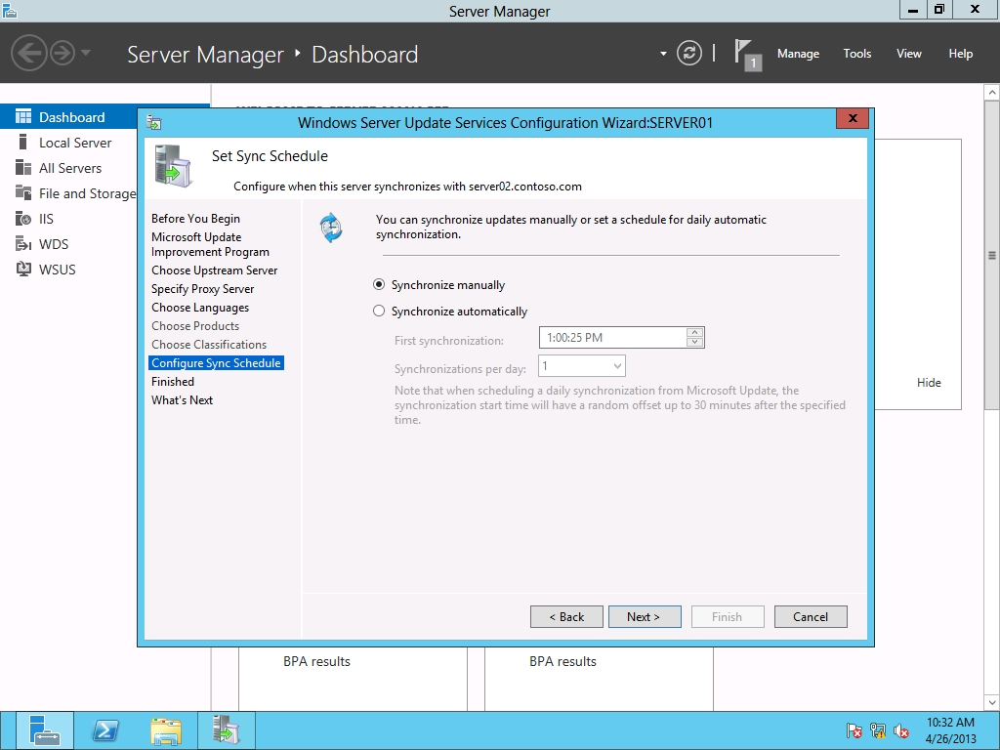 Server Manager
Server Manager ‣ Dashboard
1
Manage
Tools
View
Help
Dashboard
Local Server
All Servers
File and Storage
IIS
WDS
WSUS
Windows Server Update Services Configuration Wizard:SERVER01
X
Set Sync Schedule
Configure when this server synchronizes with server02.contoso.com
Before You Begin
Microsoft Update
Improvement Program
Choose Upstream Server
Specify Proxy Server
Choose Languages
Choose Products
Choose Classifications
Configure Sync Schedule
Finished
What's Next
You can synchronize updates manually or set a schedule for daily automatic
synchronization.
Synchronize manually
Synchronize automatically
First synchronization:
1:00:25 PM
Synchronizations per day:
1
Note that when scheduling a daily synchronization from Microsoft Update, the
synchronization start time will have a random offset up to 30 minutes after the specified
time.
< Back
Next >
Finish
Cancel
Hide
BPA results
BPA results
10:32 AM
4/26/2013